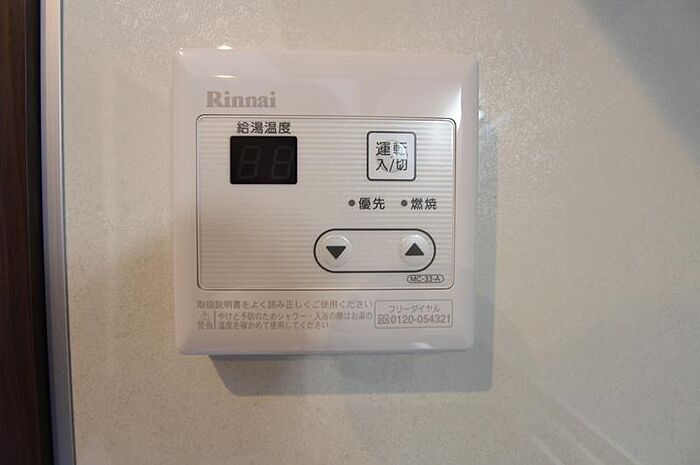 Rinnai
給湯温度
運転
入/切
優先 燃焼
▼ ▲
MC-33-A
取扱説明書をよく読み正しくご使用ください
警告 やけど予防のためシャワー・入浴の際はお湯の
温度を確かめて使用してください
フリーダイヤル
0120-054321